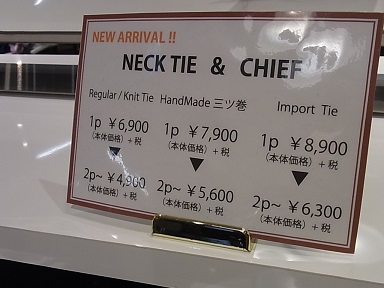 NEW ARRIVAL !!
NECK TIE & CHIEF
Regular / Knit Tie HandMade 三ツ巻 Import Tie
1p ¥6,900 1p ¥7,900 1p ¥8,900
(本体価格) + 税 (本体価格) + 税 (本体価格) + 税
▼ ▼ ▼
2p~ ¥4,900 2p~ ¥5,600 2p~ ¥6,300
(本体価格) + 税 (本体価格) + 税 (本体価格) + 税